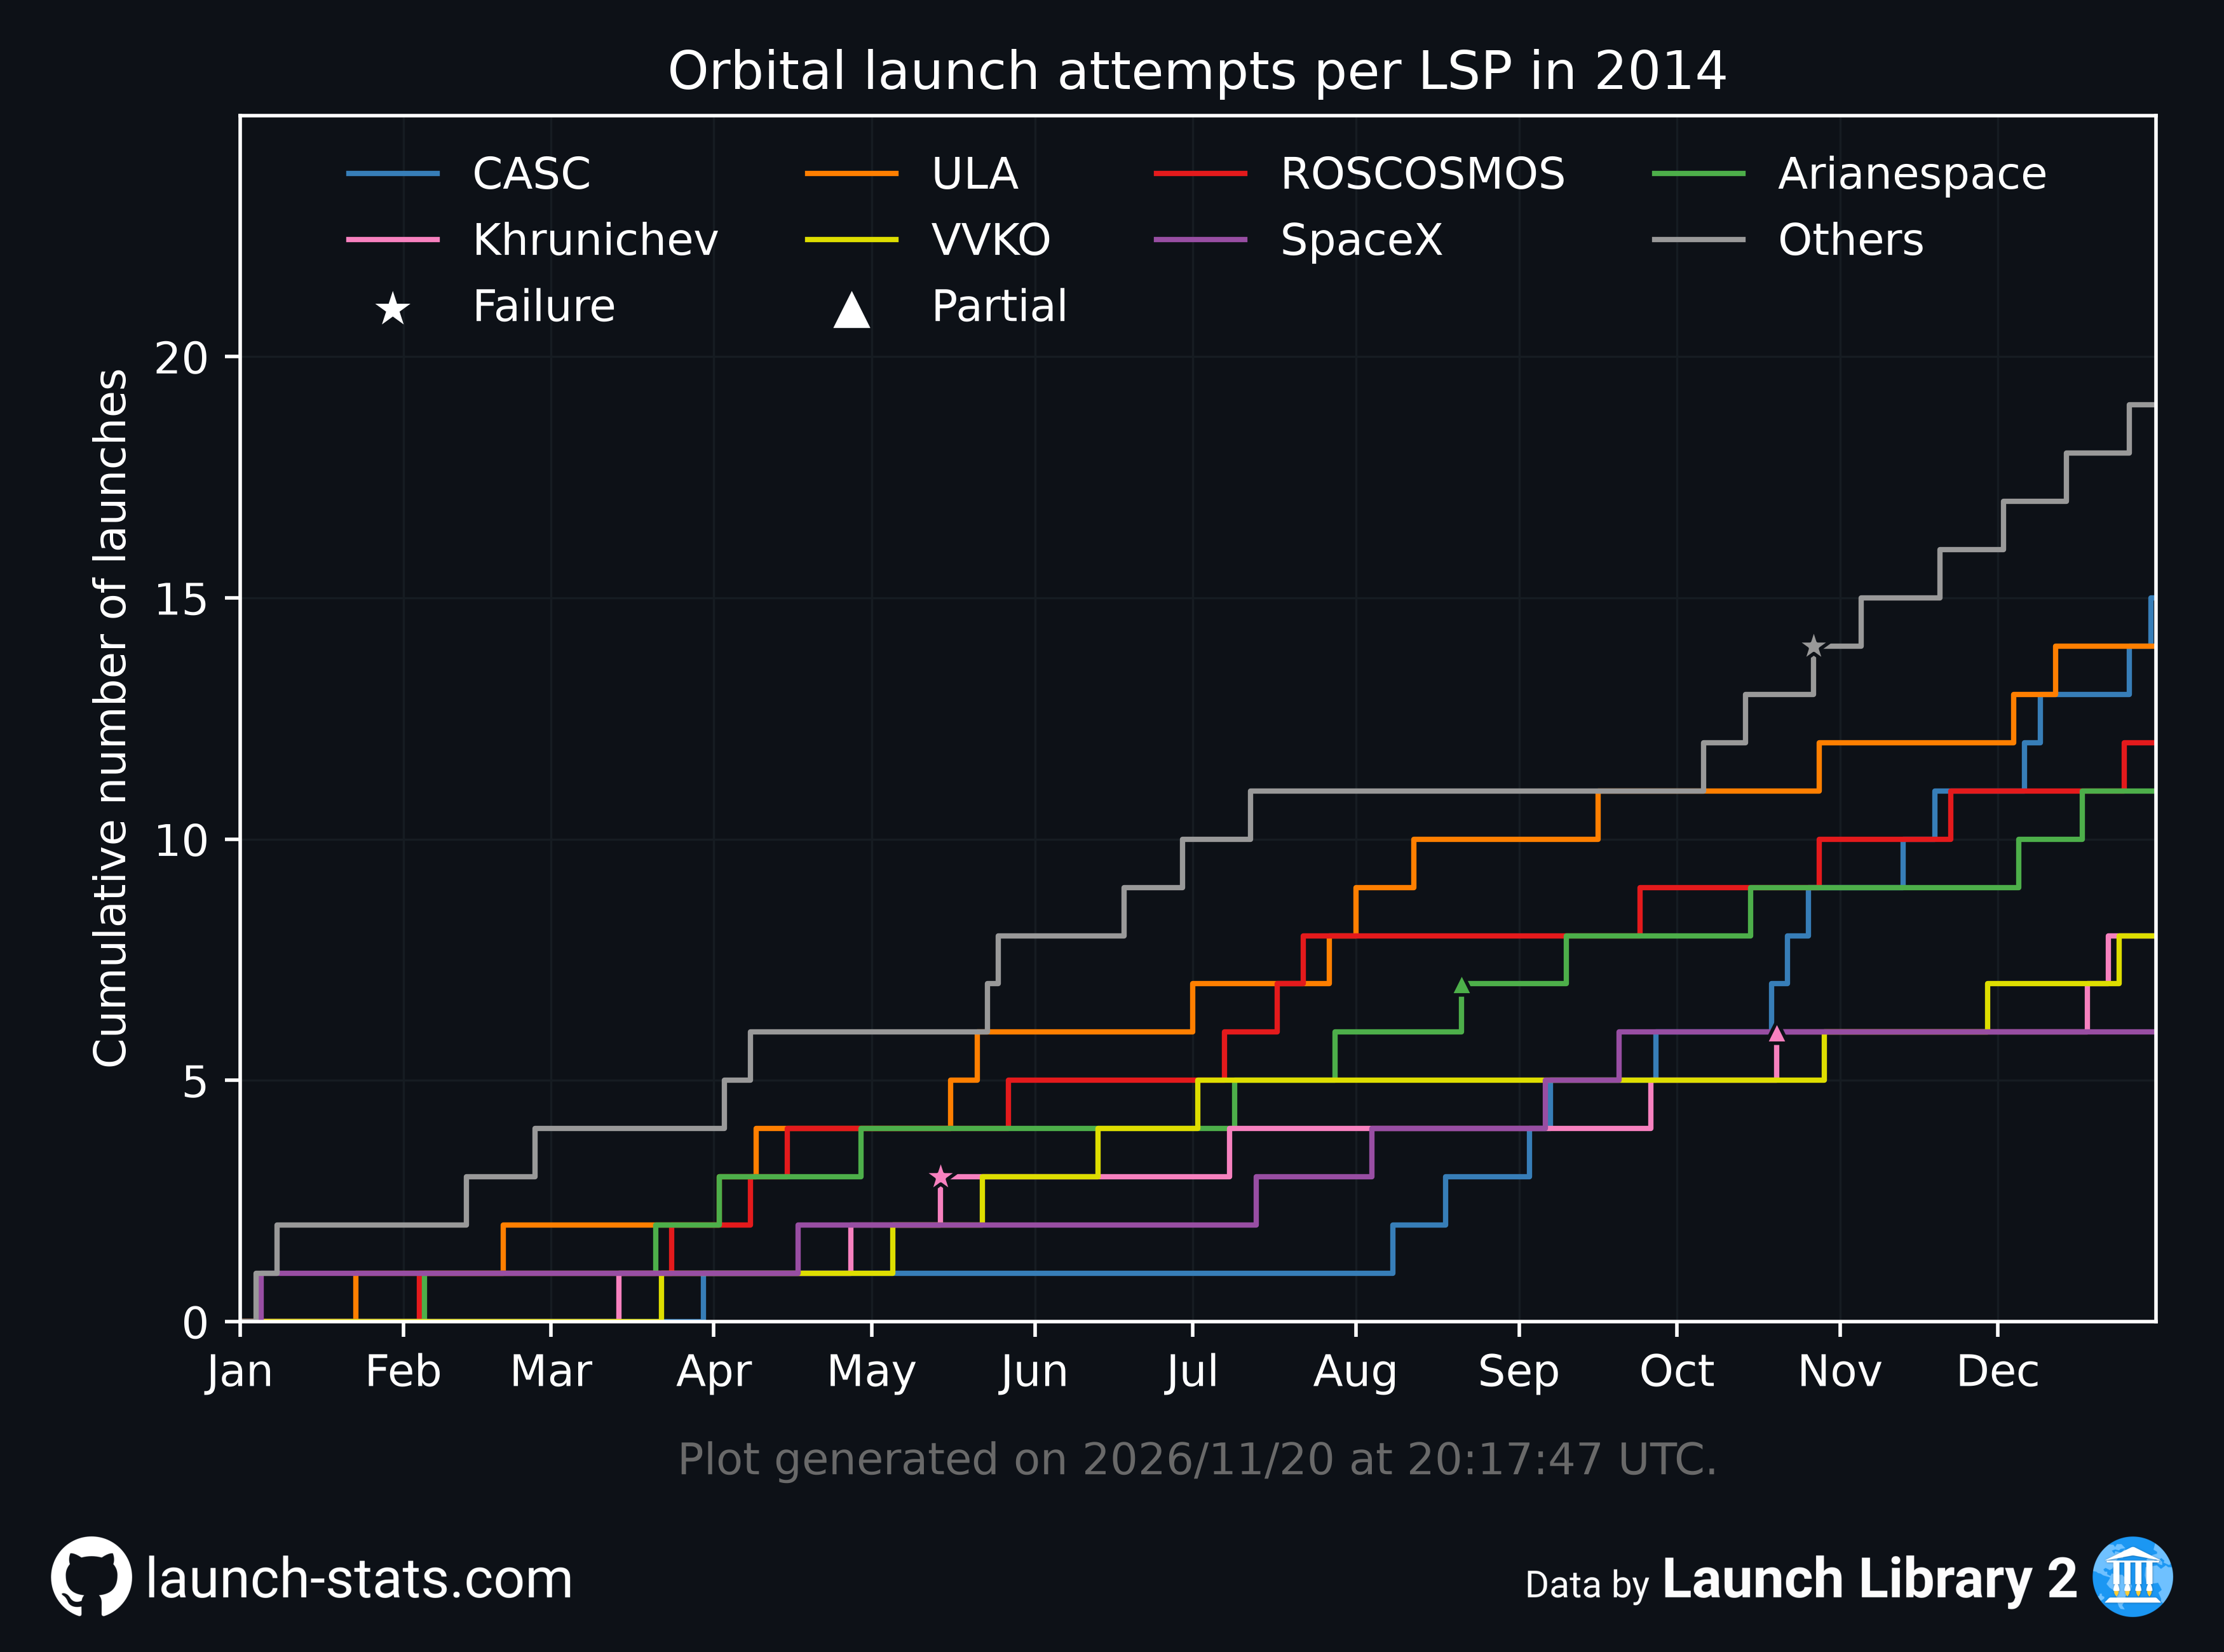 Orbital launch attempts per LSP in 2014
CASC ULA ROSCOSMOS Arianespace
Khrunichev VVKO SpaceX Others
Failure Partial
Cumulative number of launches
20
15
10
5
0
Jan Feb Mar Apr May Jun Jul Aug Sep Oct Nov Dec
Plot generated on 2026/11/20 at 20:17:47 UTC.
launch-stats.com
Data by Launch Library 2